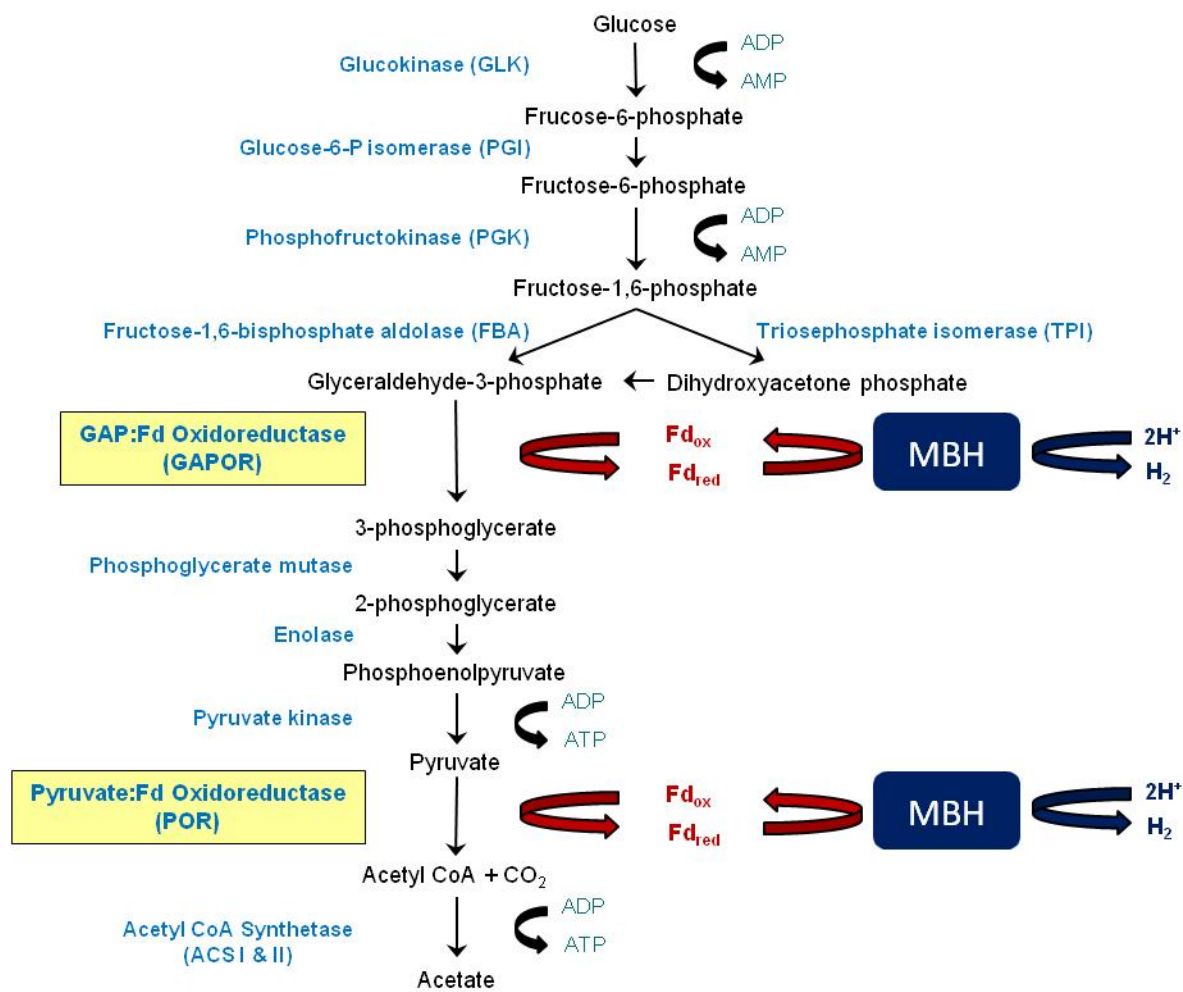 Glucose
Glucokinase (GLK)
ADP
AMP
Frucose-6-phosphate
Glucose-6-P isomerase (PGI)
Fructose-6-phosphate
Phosphofructokinase (PGK)
ADP
AMP
Fructose-1,6-phosphate
Fructose-1,6-bisphosphate aldolase (FBA)
Triosephosphate isomerase (TPI)
Glyceraldehyde-3-phosphate
Dihydroxyacetone phosphate
GAP:Fd Oxidoreductase
(GAPOR)
Fdox
Fdred
MBH
2H+
H2
3-phosphoglycerate
Phosphoglycerate mutase
2-phosphoglycerate
Enolase
Phosphoenolpyruvate
Pyruvate kinase
ADP
ATP
Pyruvate
Pyruvate:Fd Oxidoreductase
(POR)
Fdox
Fdred
MBH
2H+
H2
Acetyl CoA + CO2
Acetyl CoA Synthetase
(ACS I & II)
ADP
ATP
Acetate